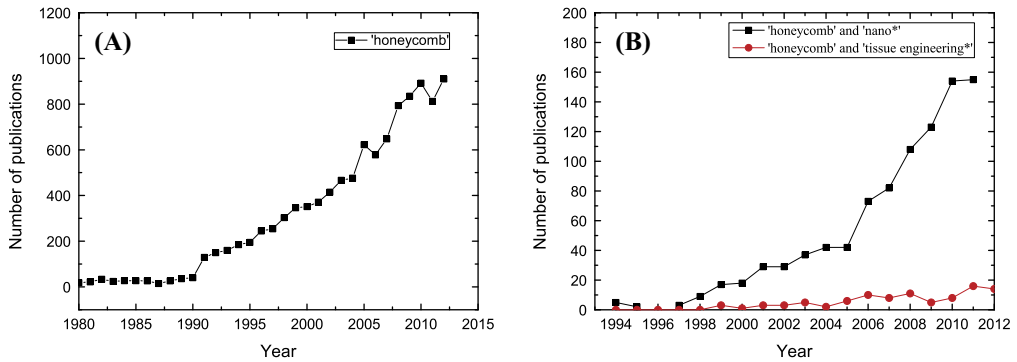 (A)
'honeycomb'
1200
1000
800
600
400
200
0
1980 1985 1990 1995 2000 2005 2010 2015
Number of publications
Year
(B)
'honeycomb' and 'nano*'
'honeycomb' and 'tissue engineering*'
200
180
160
140
120
100
80
60
40
20
0
1994 1996 1998 2000 2002 2004 2006 2008 2010 2012
Number of publications
Year